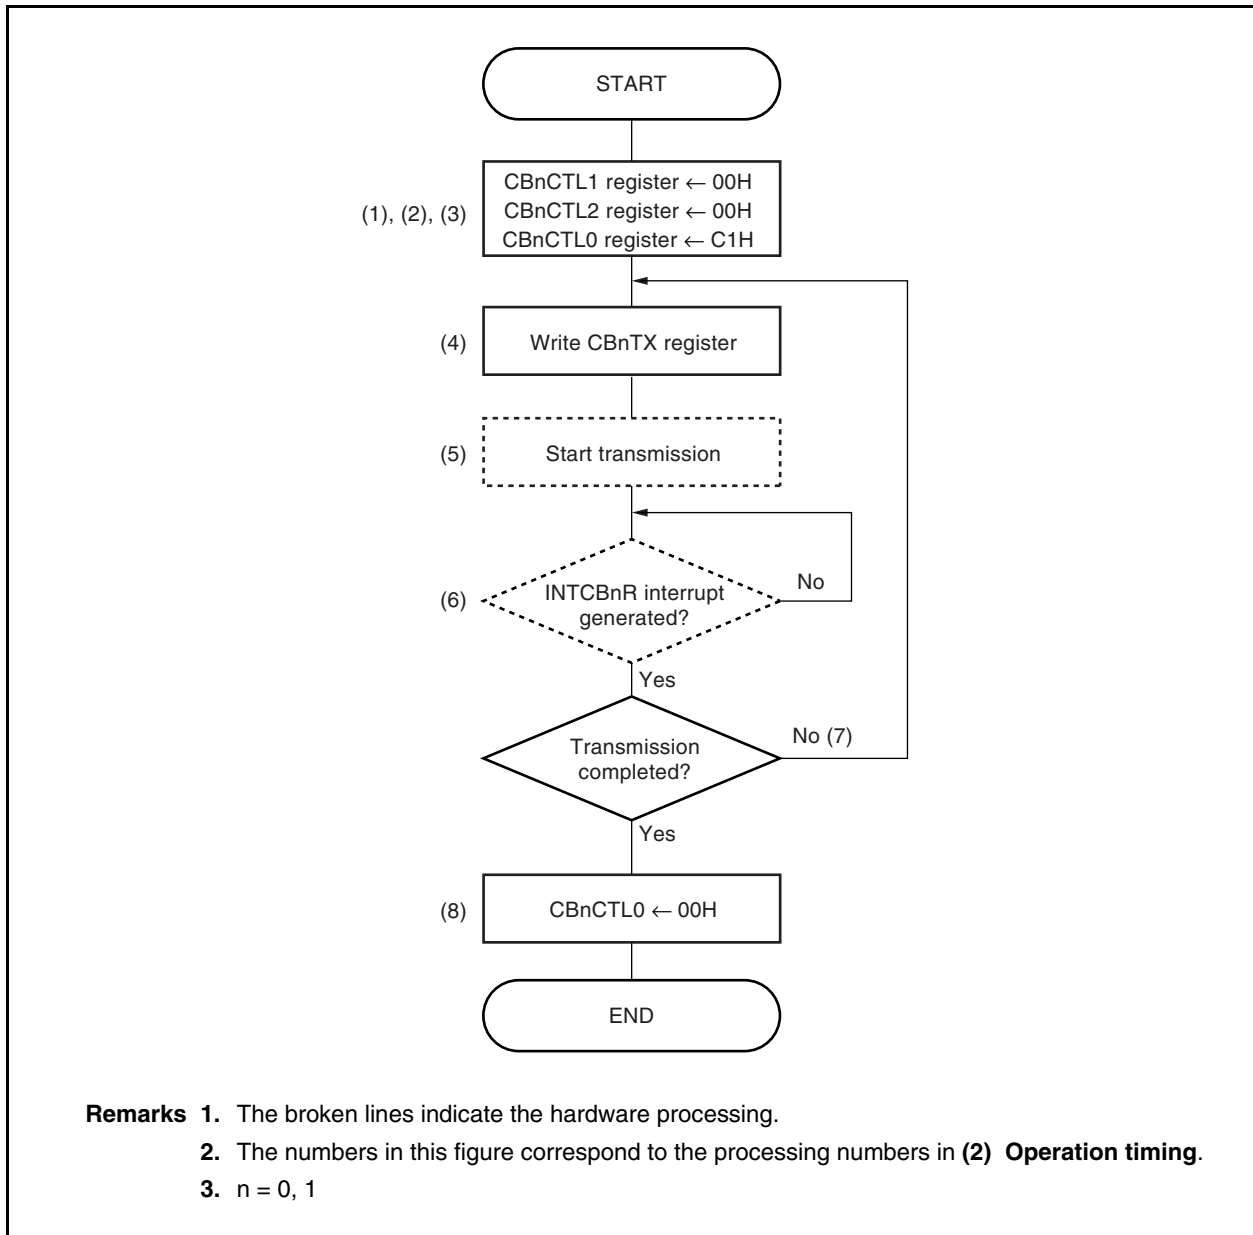 START
(1), (2), (3)
CBnCTL1 register ← 00H
CBnCTL2 register ← 00H
CBnCTL0 register ← C1H
(4)
Write CBnTX register
(5)
Start transmission
(6)
INTCBnR interrupt
generated?
No
Yes
Transmission
completed?
No (7)
Yes
(8)
CBnCTL0 ← 00H
END
Remarks 1. The broken lines indicate the hardware processing.
2. The numbers in this figure correspond to the processing numbers in (2) Operation timing.
3. n = 0, 1